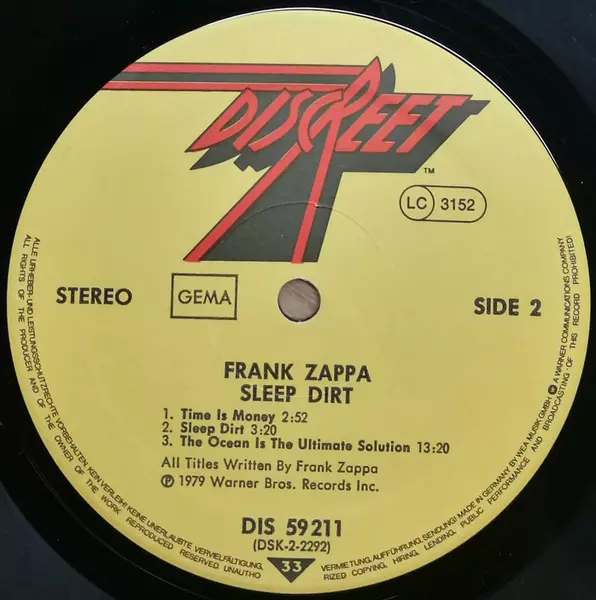 DISCREET
TM
LC 3152
STEREO
GEMA
SIDE 2
FRANK ZAPPA
SLEEP DIRT
1. Time Is Money 2:52
2. Sleep Dirt 3:20
3. The Ocean Is The Ultimate Solution 13:20
All Titles Written By Frank Zappa
Ⓟ 1979 Warner Bros. Records Inc.
DIS 59211
(DSK-2-2292)
33
ALLE URHEBER-UND LEISTUNGSSCHUTZRECHTE VORBEHALTEN. KEIN VERLEIH! KEINE UNERLAUBTE VERVIELFÄLTIGUNG, VERMIETUNG, AUFFÜHRUNG, SENDUNG! MADE IN GERMANY BY WEA MUSIK GMBH A WARNER COMMUNICATIONS COMPANY
ALL RIGHTS OF THE PRODUCER AND OF THE OWNER OF THE WORK REPRODUCED RESERVED. UNAUTHO RIZED COPYING, HIRING, LENDING, PUBLIC PERFORMANCE AND BROADCASTING OF THIS RECORD PROHIBITED!